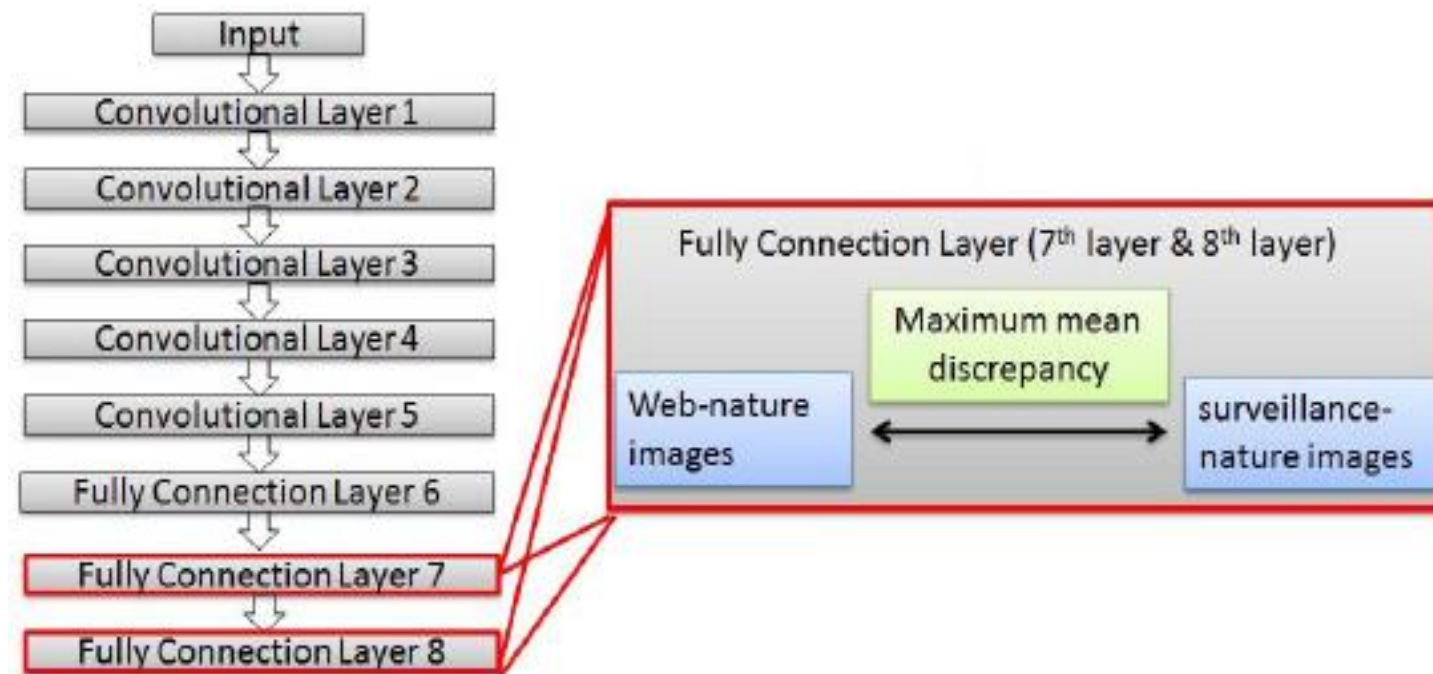 Input
Convolutional Layer 1
Convolutional Layer 2
Convolutional Layer 3
Convolutional Layer 4
Convolutional Layer 5
Fully Connection Layer 6
Fully Connection Layer 7
Fully Connection Layer 8
Fully Connection Layer (7th layer & 8th layer)
Maximum mean
discrepancy
Web-nature
images
surveillance-
nature images